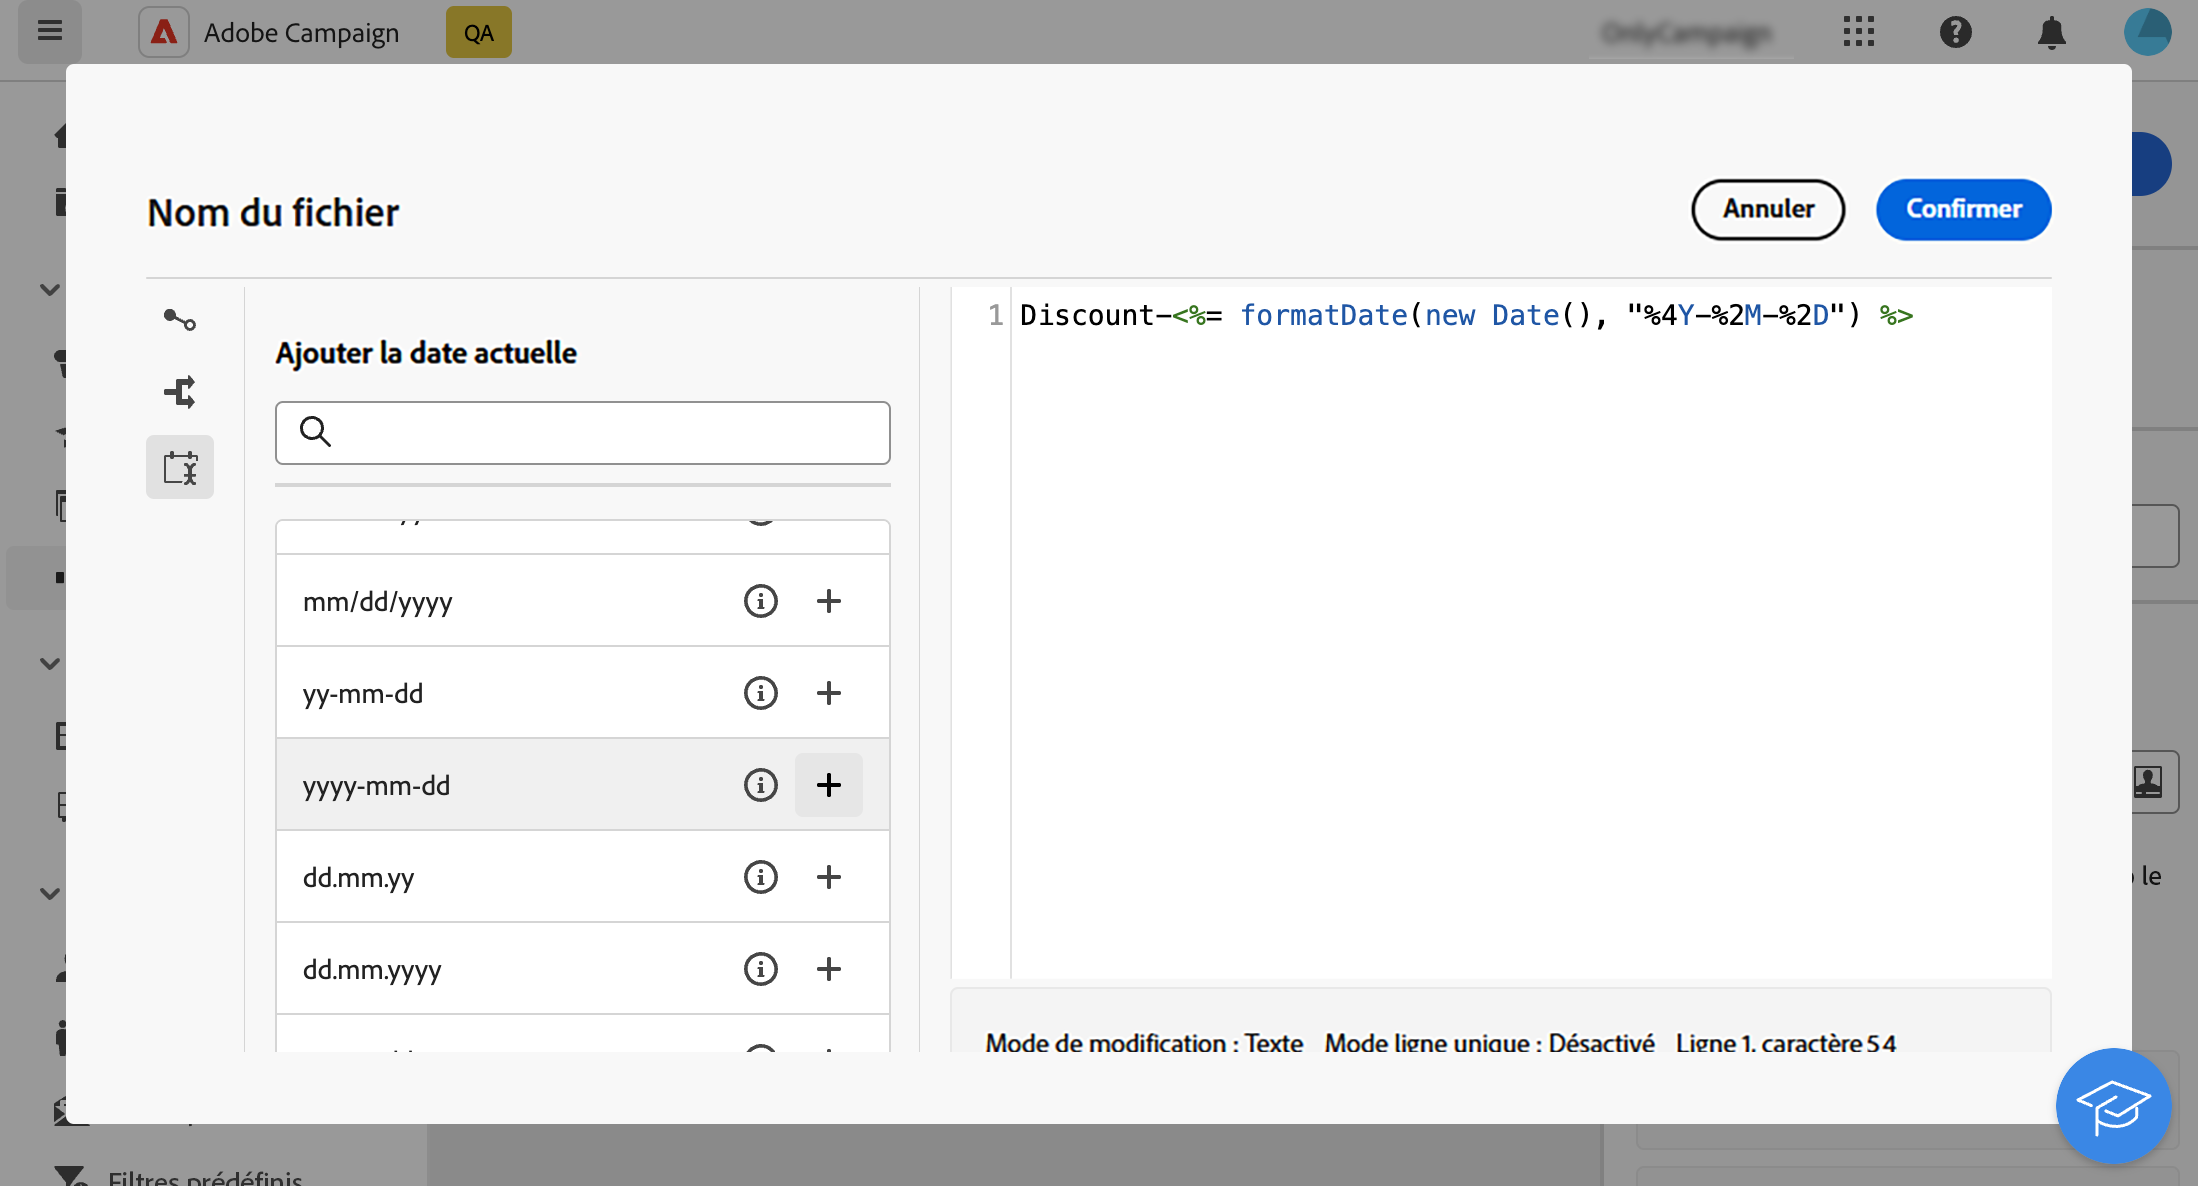 Adobe Campaign
QA
Nom du fichier
Annuler
Confirmer
Ajouter la date actuelle
mm/dd/yyyy
yy-mm-dd
yyyy-mm-dd
dd.mm.yy
dd.mm.yyyy
1 Discount-<%= formatDate(new Date(), "%4Y-%2M-%2D") %>
Mode de modification : Texte Mode ligne unique : Désactivé Ligne 1, caractère 54
le
Filtres prédéfinis